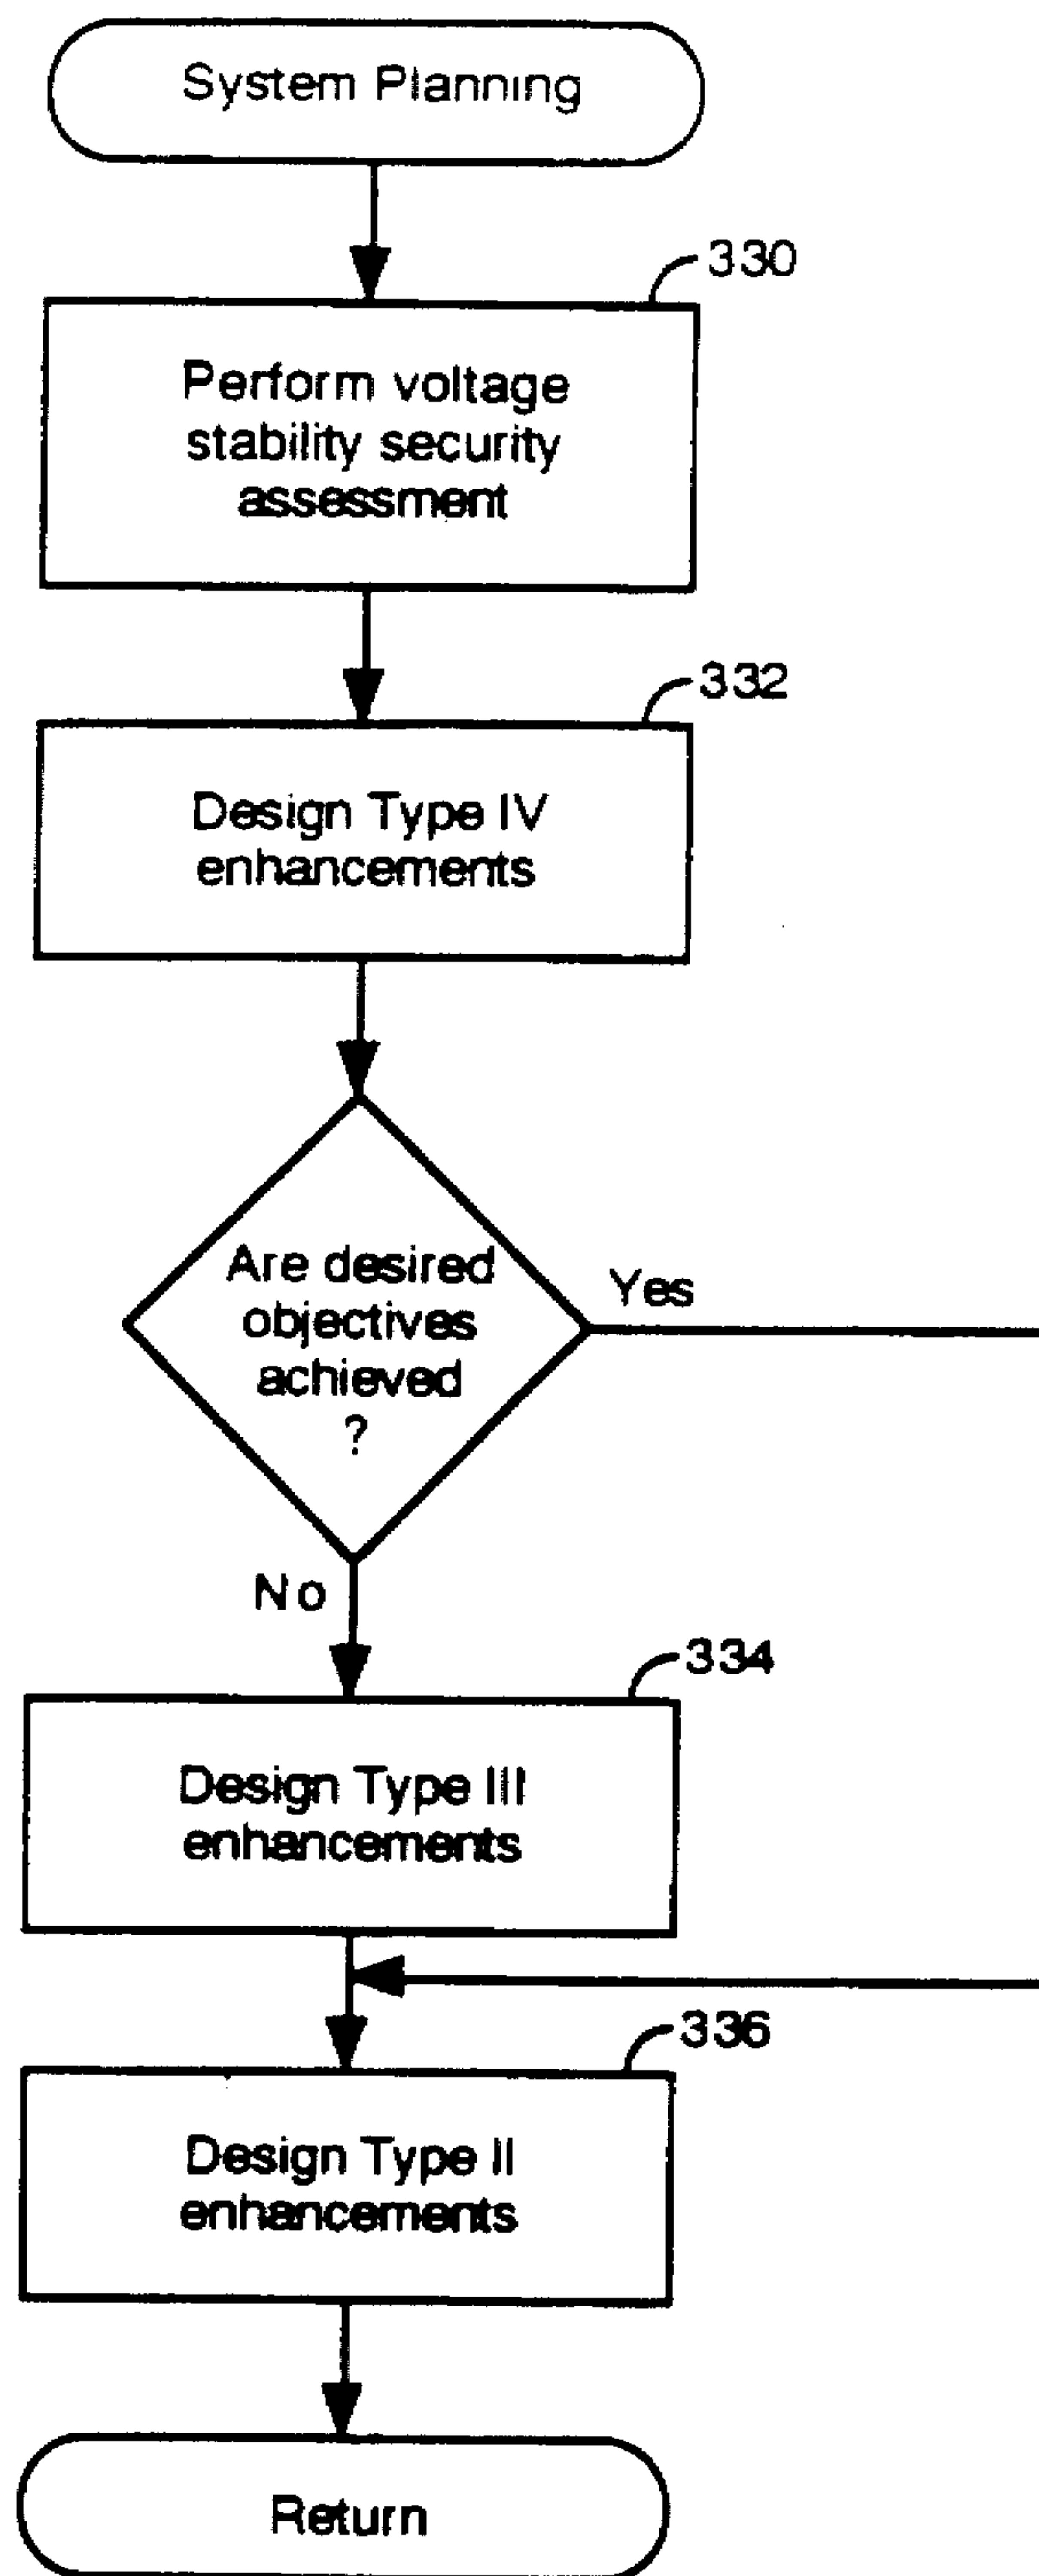 System Planning
330
Perform voltage
stability security
assessment
332
Design Type IV
enhancements
Are desired
objectives
achieved
?
Yes
No
334
Design Type III
enhancements
336
Design Type II
enhancements
Return